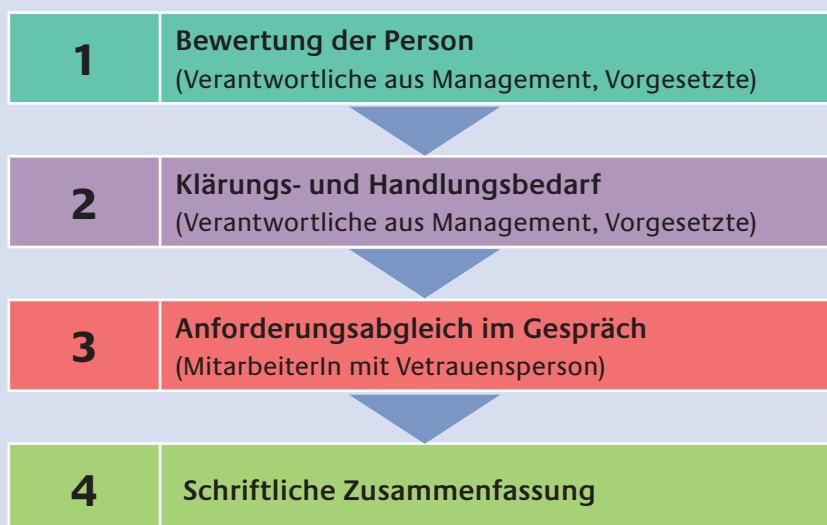 1
Bewertung der Person
(Verantwortliche aus Management, Vorgesetzte)
2
Klärungs- und Handlungsbedarf
(Verantwortliche aus Management, Vorgesetzte)
3
Anforderungsabgleich im Gespräch
(MitarbeiterIn mit Vetrauensperson)
4
Schriftliche Zusammenfassung